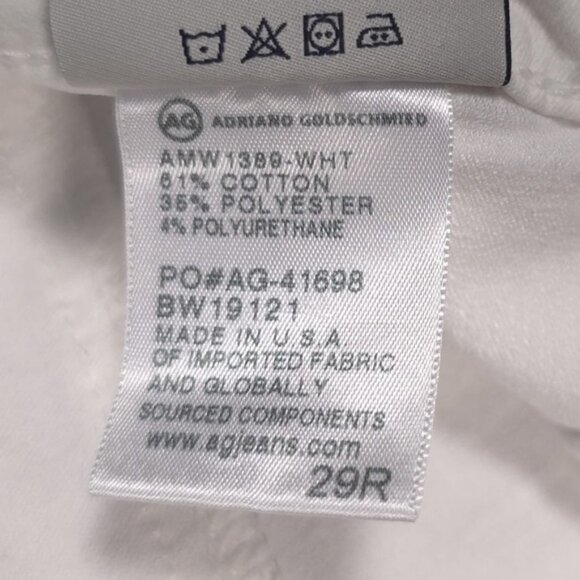 AG ADRIANO GOLDSCHMIED
AMW1389-WHT
61% COTTON
35% POLYESTER
4% POLYURETHANE
PO#AG-41698
BW19121
MADE IN U.S.A
OF IMPORTED FABRIC
AND GLOBALLY
SOURCED COMPONENTS
www.agjeans.com
29R